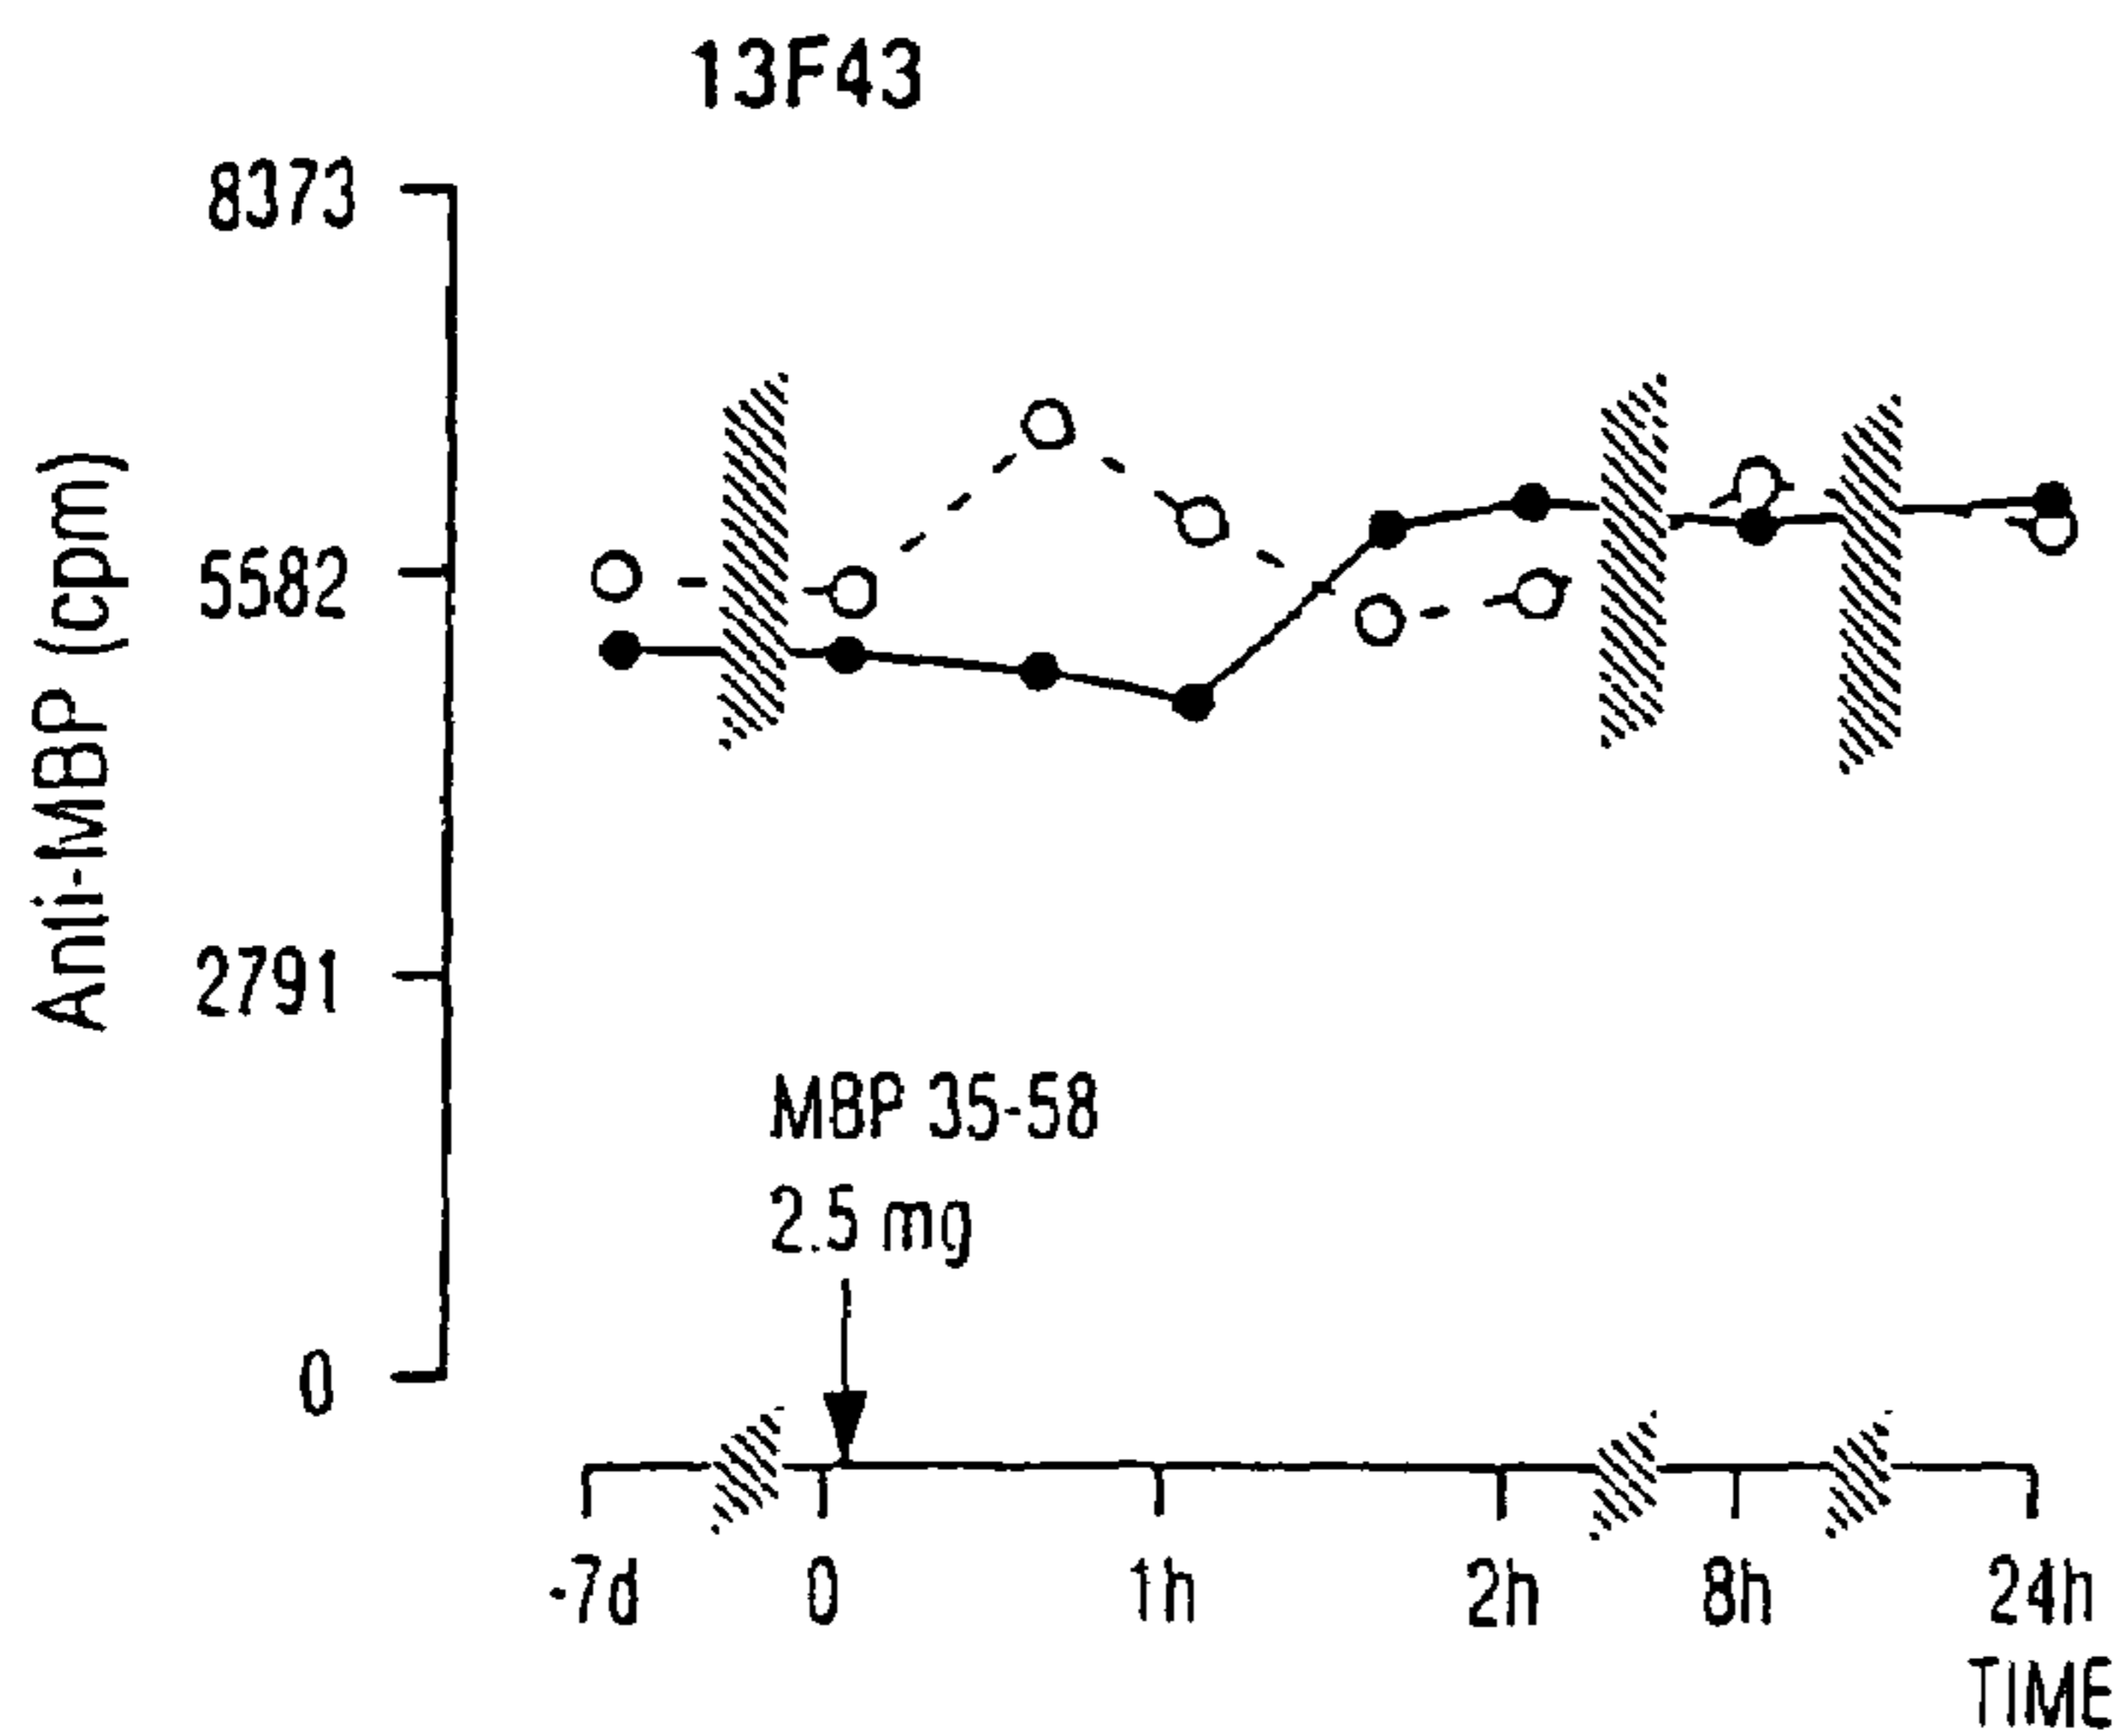 13F43
8373
5582
2791
0
Anti-MBP (cpm)
MBP 35-58
2.5 mg
-7d 0 1h 2h 8h 24h
TIME